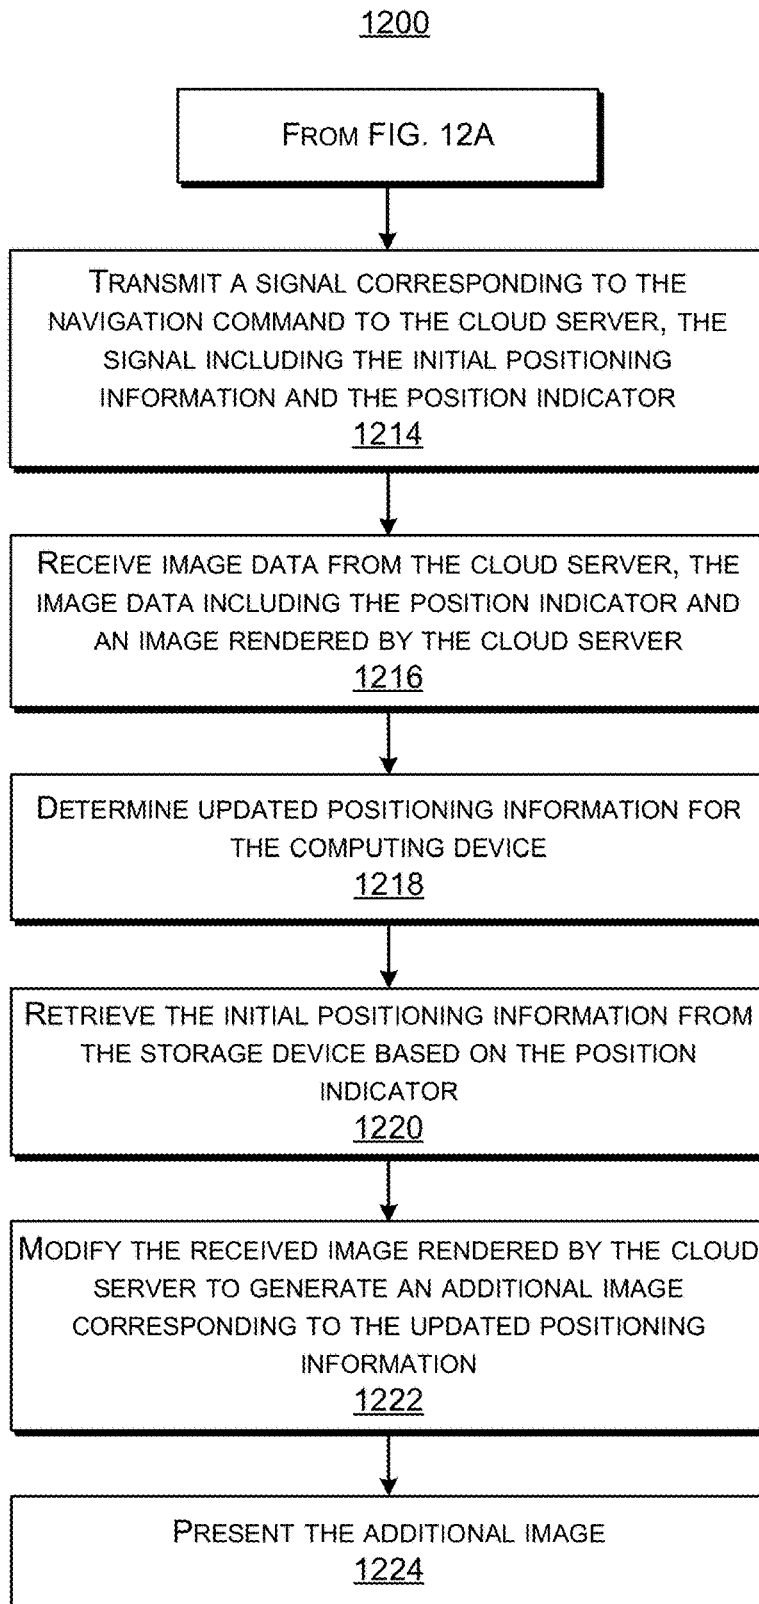 1200
FROM FIG. 12A
TRANSMIT A SIGNAL CORRESPONDING TO THE
NAVIGATION COMMAND TO THE CLOUD SERVER, THE
SIGNAL INCLUDING THE INITIAL POSITIONING
INFORMATION AND THE POSITION INDICATOR
1214
RECEIVE IMAGE DATA FROM THE CLOUD SERVER, THE
IMAGE DATA INCLUDING THE POSITION INDICATOR AND
AN IMAGE RENDERED BY THE CLOUD SERVER
1216
DETERMINE UPDATED POSITIONING INFORMATION FOR
THE COMPUTING DEVICE
1218
RETRIEVE THE INITIAL POSITIONING INFORMATION FROM
THE STORAGE DEVICE BASED ON THE POSITION
INDICATOR
1220
MODIFY THE RECEIVED IMAGE RENDERED BY THE CLOUD
SERVER TO GENERATE AN ADDITIONAL IMAGE
CORRESPONDING TO THE UPDATED POSITIONING
INFORMATION
1222
PRESENT THE ADDITIONAL IMAGE
1224